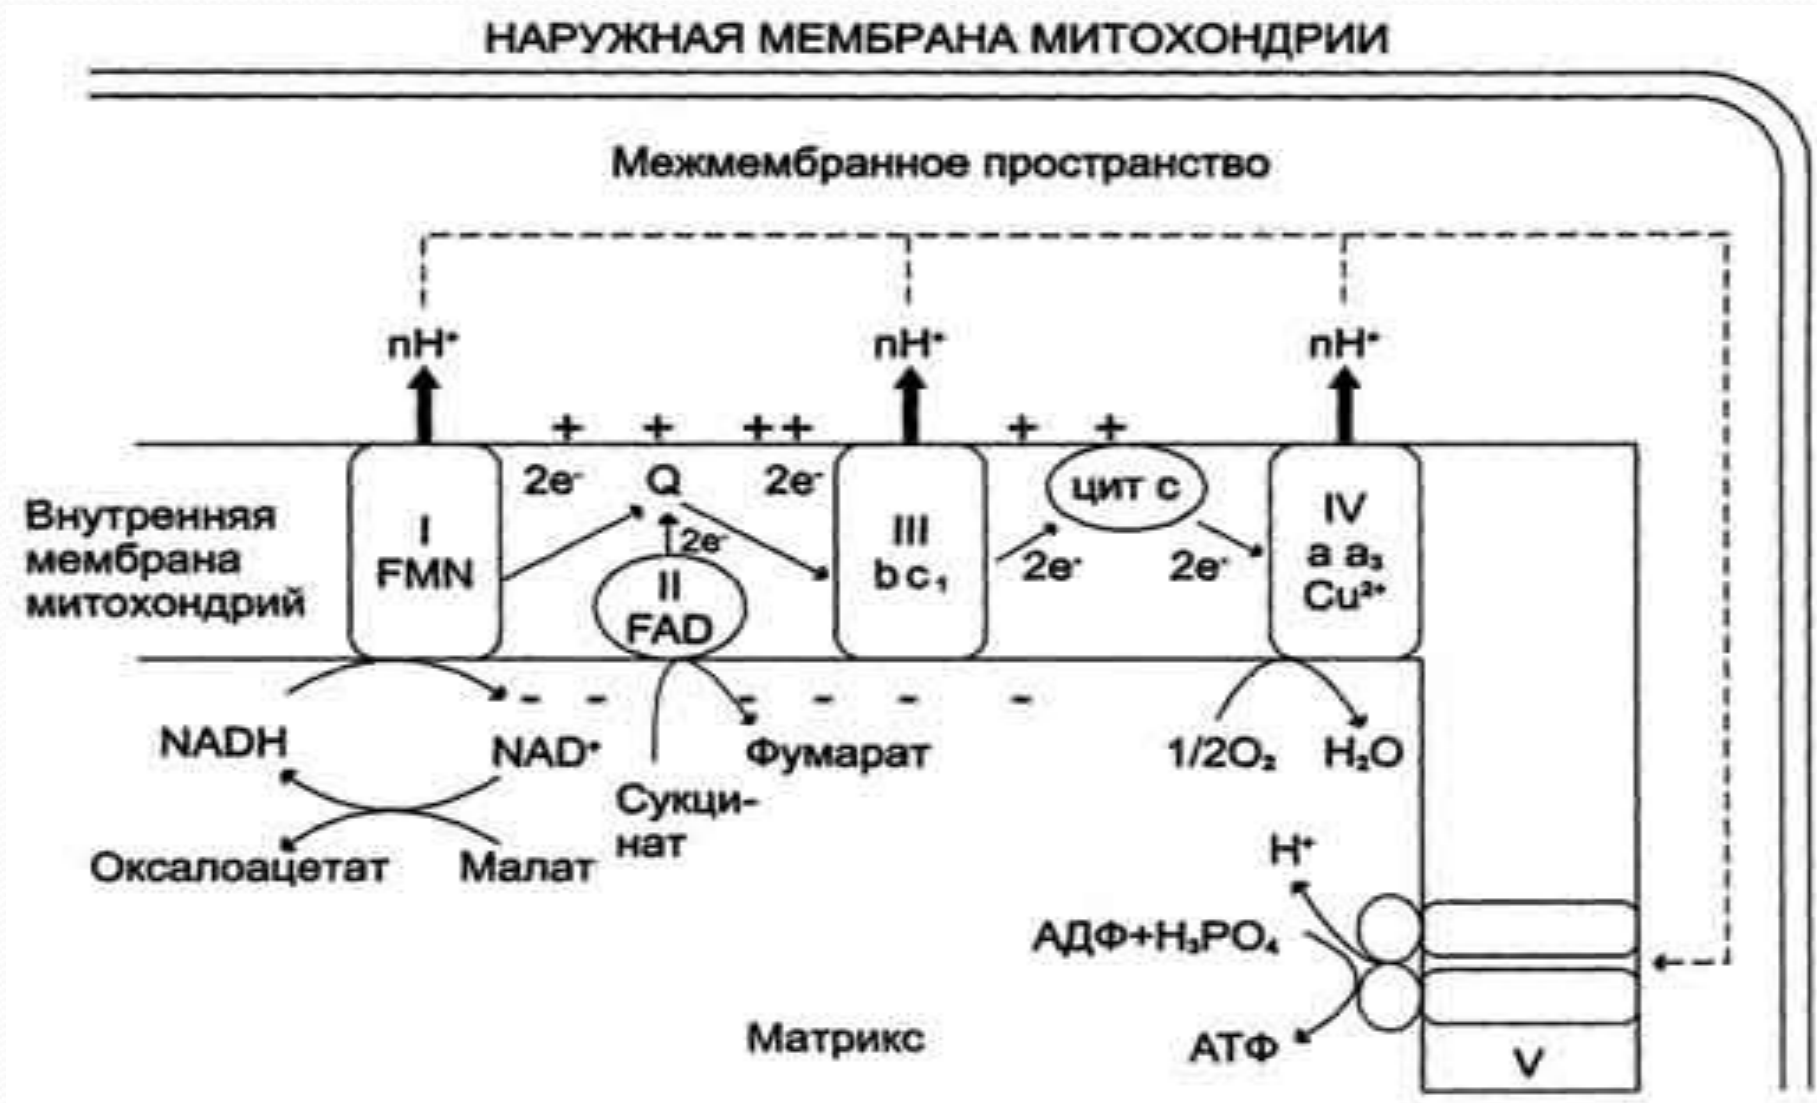 НАРУЖНАЯ МЕМБРАНА МИТОХОНДРИИ
Межмембранное пространство
nH⁺
nH⁺
nH⁺
+ + ++ + +
Внутренняя
мембрана
митохондрий
I
FMN
2e⁻
Q
2e⁻
2e⁻
II
FAD
III
b c₁
2e⁻
цит c
2e⁻
IV
a a₃
Cu²⁺
- - - - - -
NADH
NAD⁺
Сукци-
нат
Фумарат
1/2O₂
H₂O
Оксалоацетат
Малат
H⁺
АДФ+H₃PO₄
АТФ
Матрикс
V